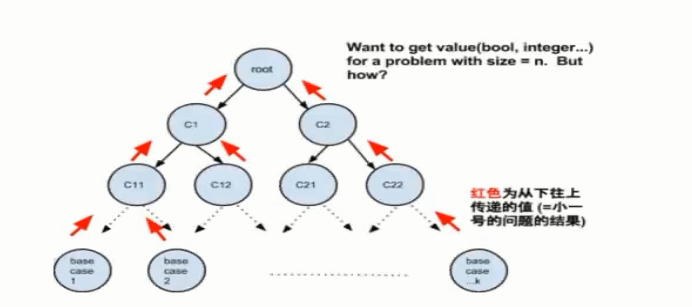 Want to get value(bool, integer...)
for a problem with size = n. But
how?
root
C1
C2
C11
C12
C21
C22
红色为从下往上
传递的值 (=小一
号的问题的结果)
base
case
1
base
case
2
base
case
...k